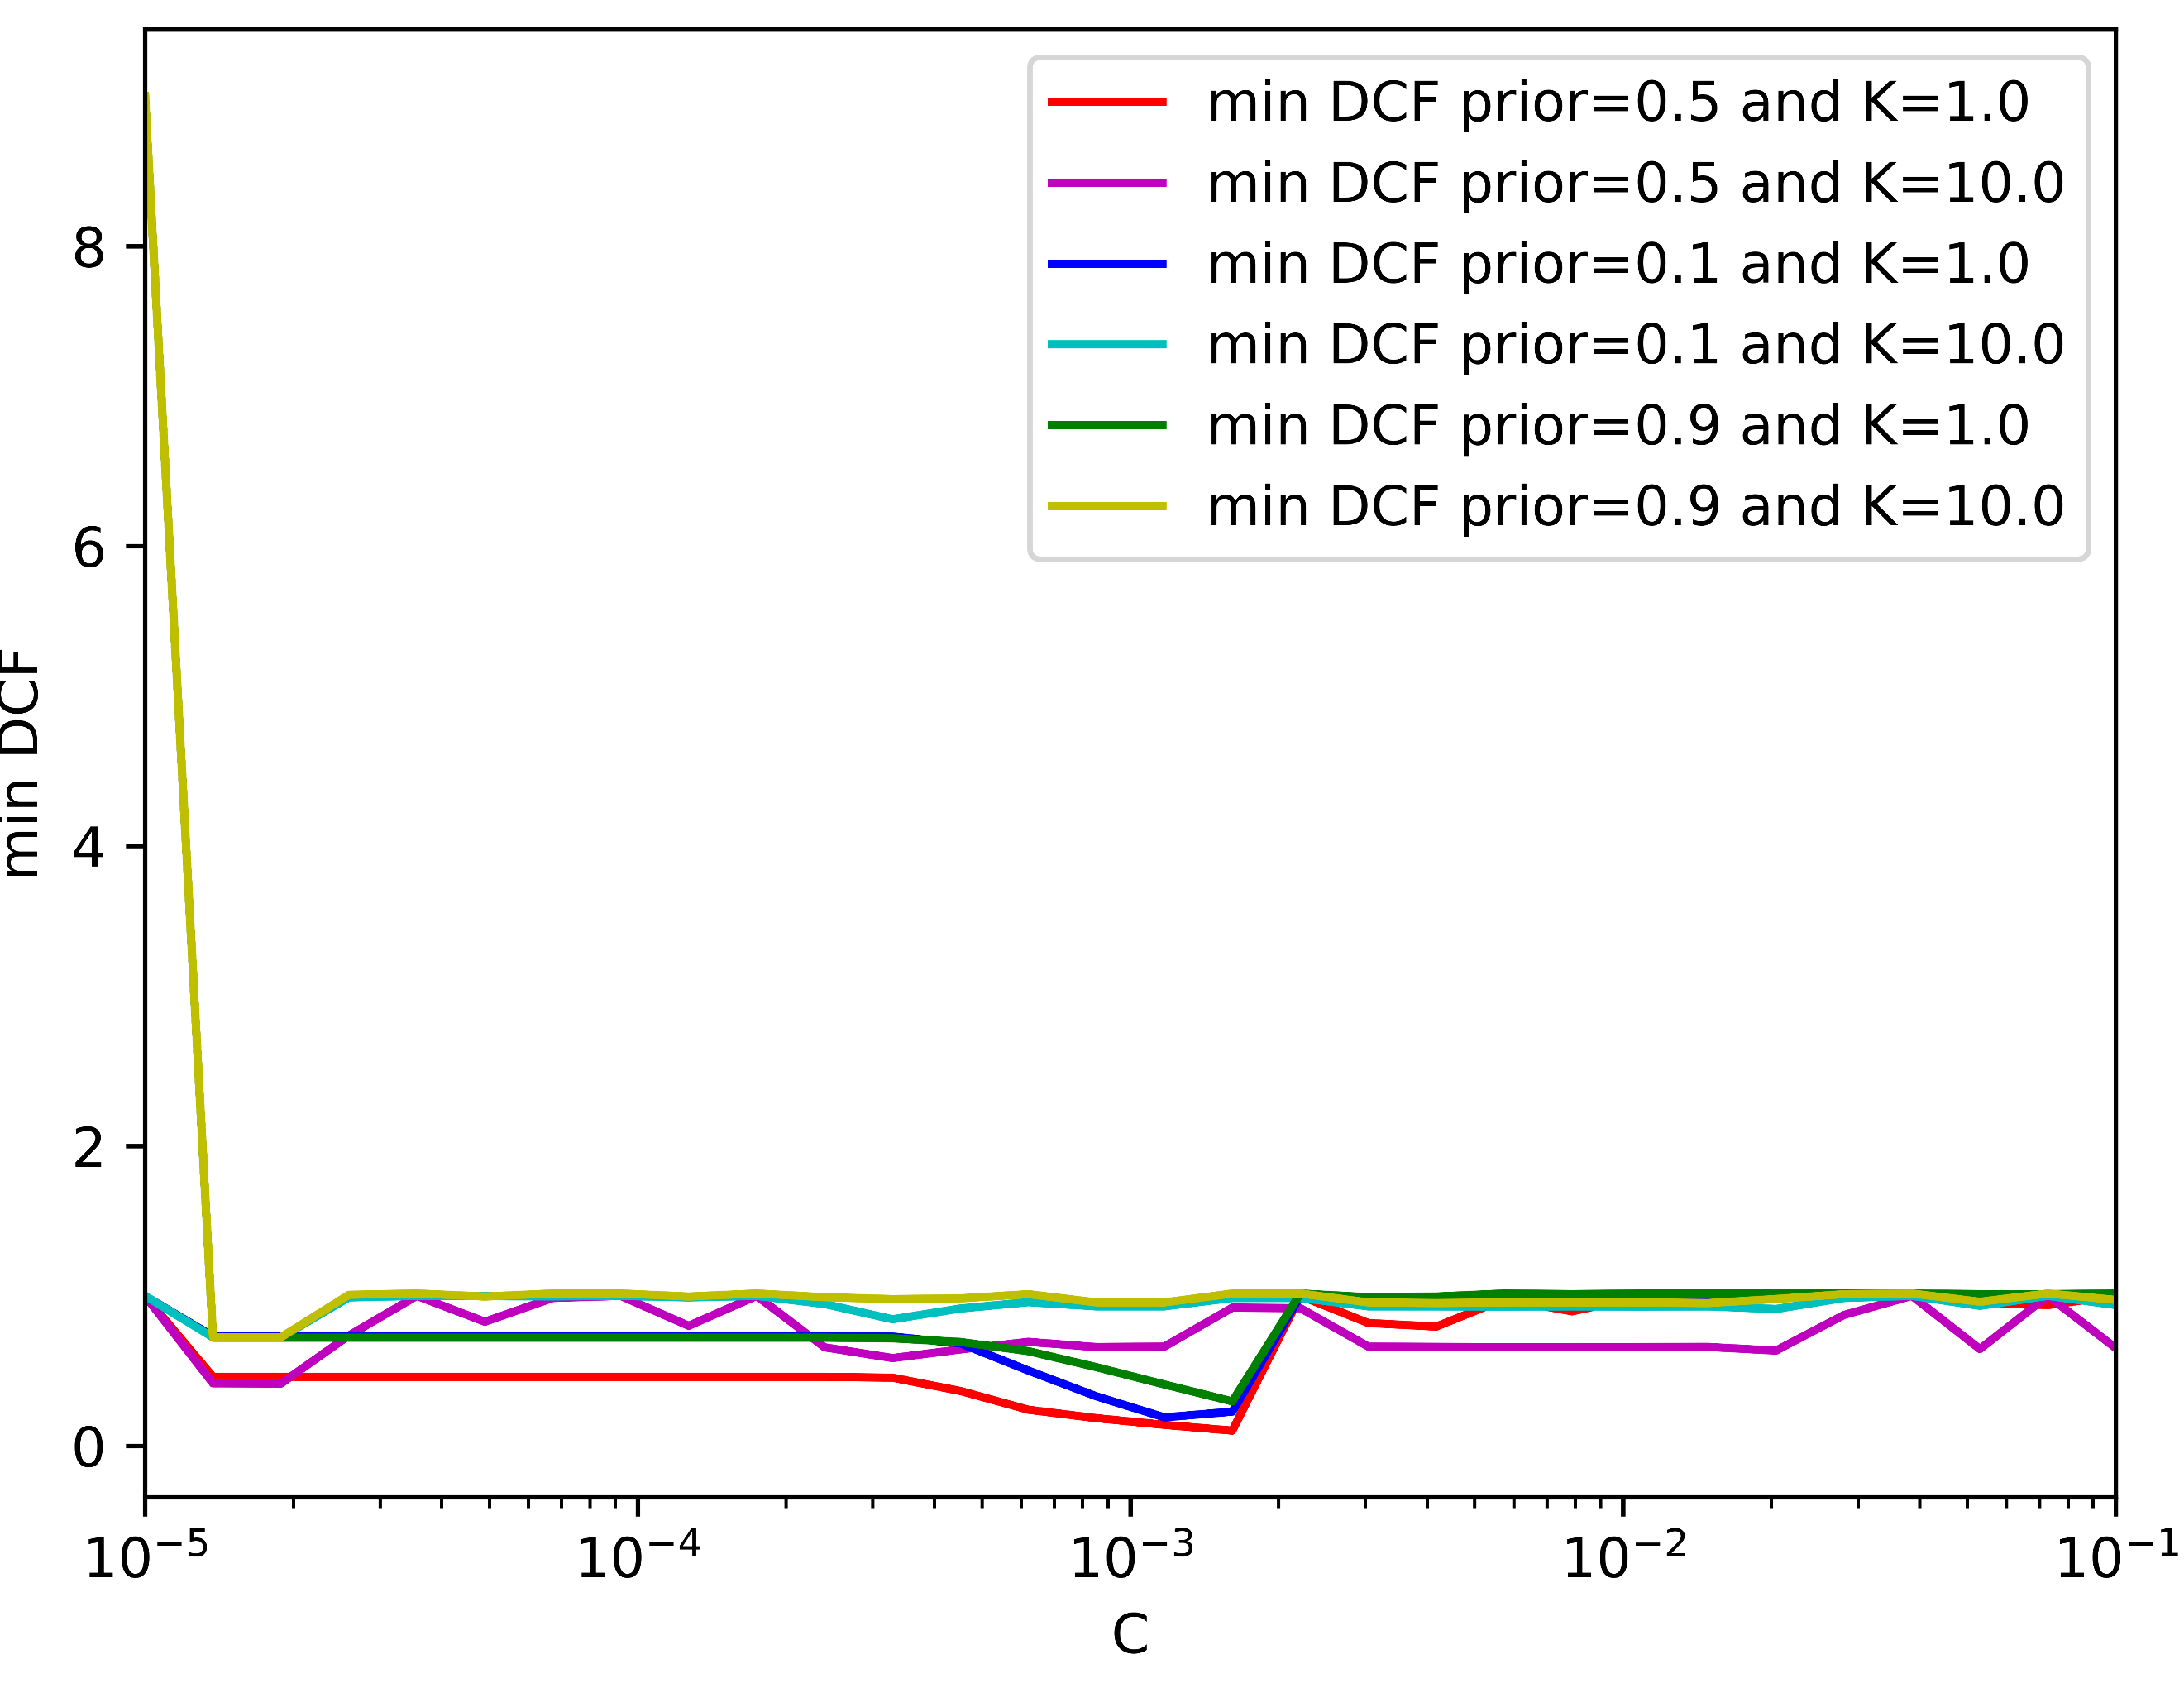 min DCF prior=0.5 and K=1.0
min DCF prior=0.5 and K=10.0
min DCF prior=0.1 and K=1.0
min DCF prior=0.1 and K=10.0
min DCF prior=0.9 and K=1.0
min DCF prior=0.9 and K=10.0
8
6
4
2
0
min DCF
10⁻⁵ 10⁻⁴ 10⁻³ 10⁻² 10⁻¹
C